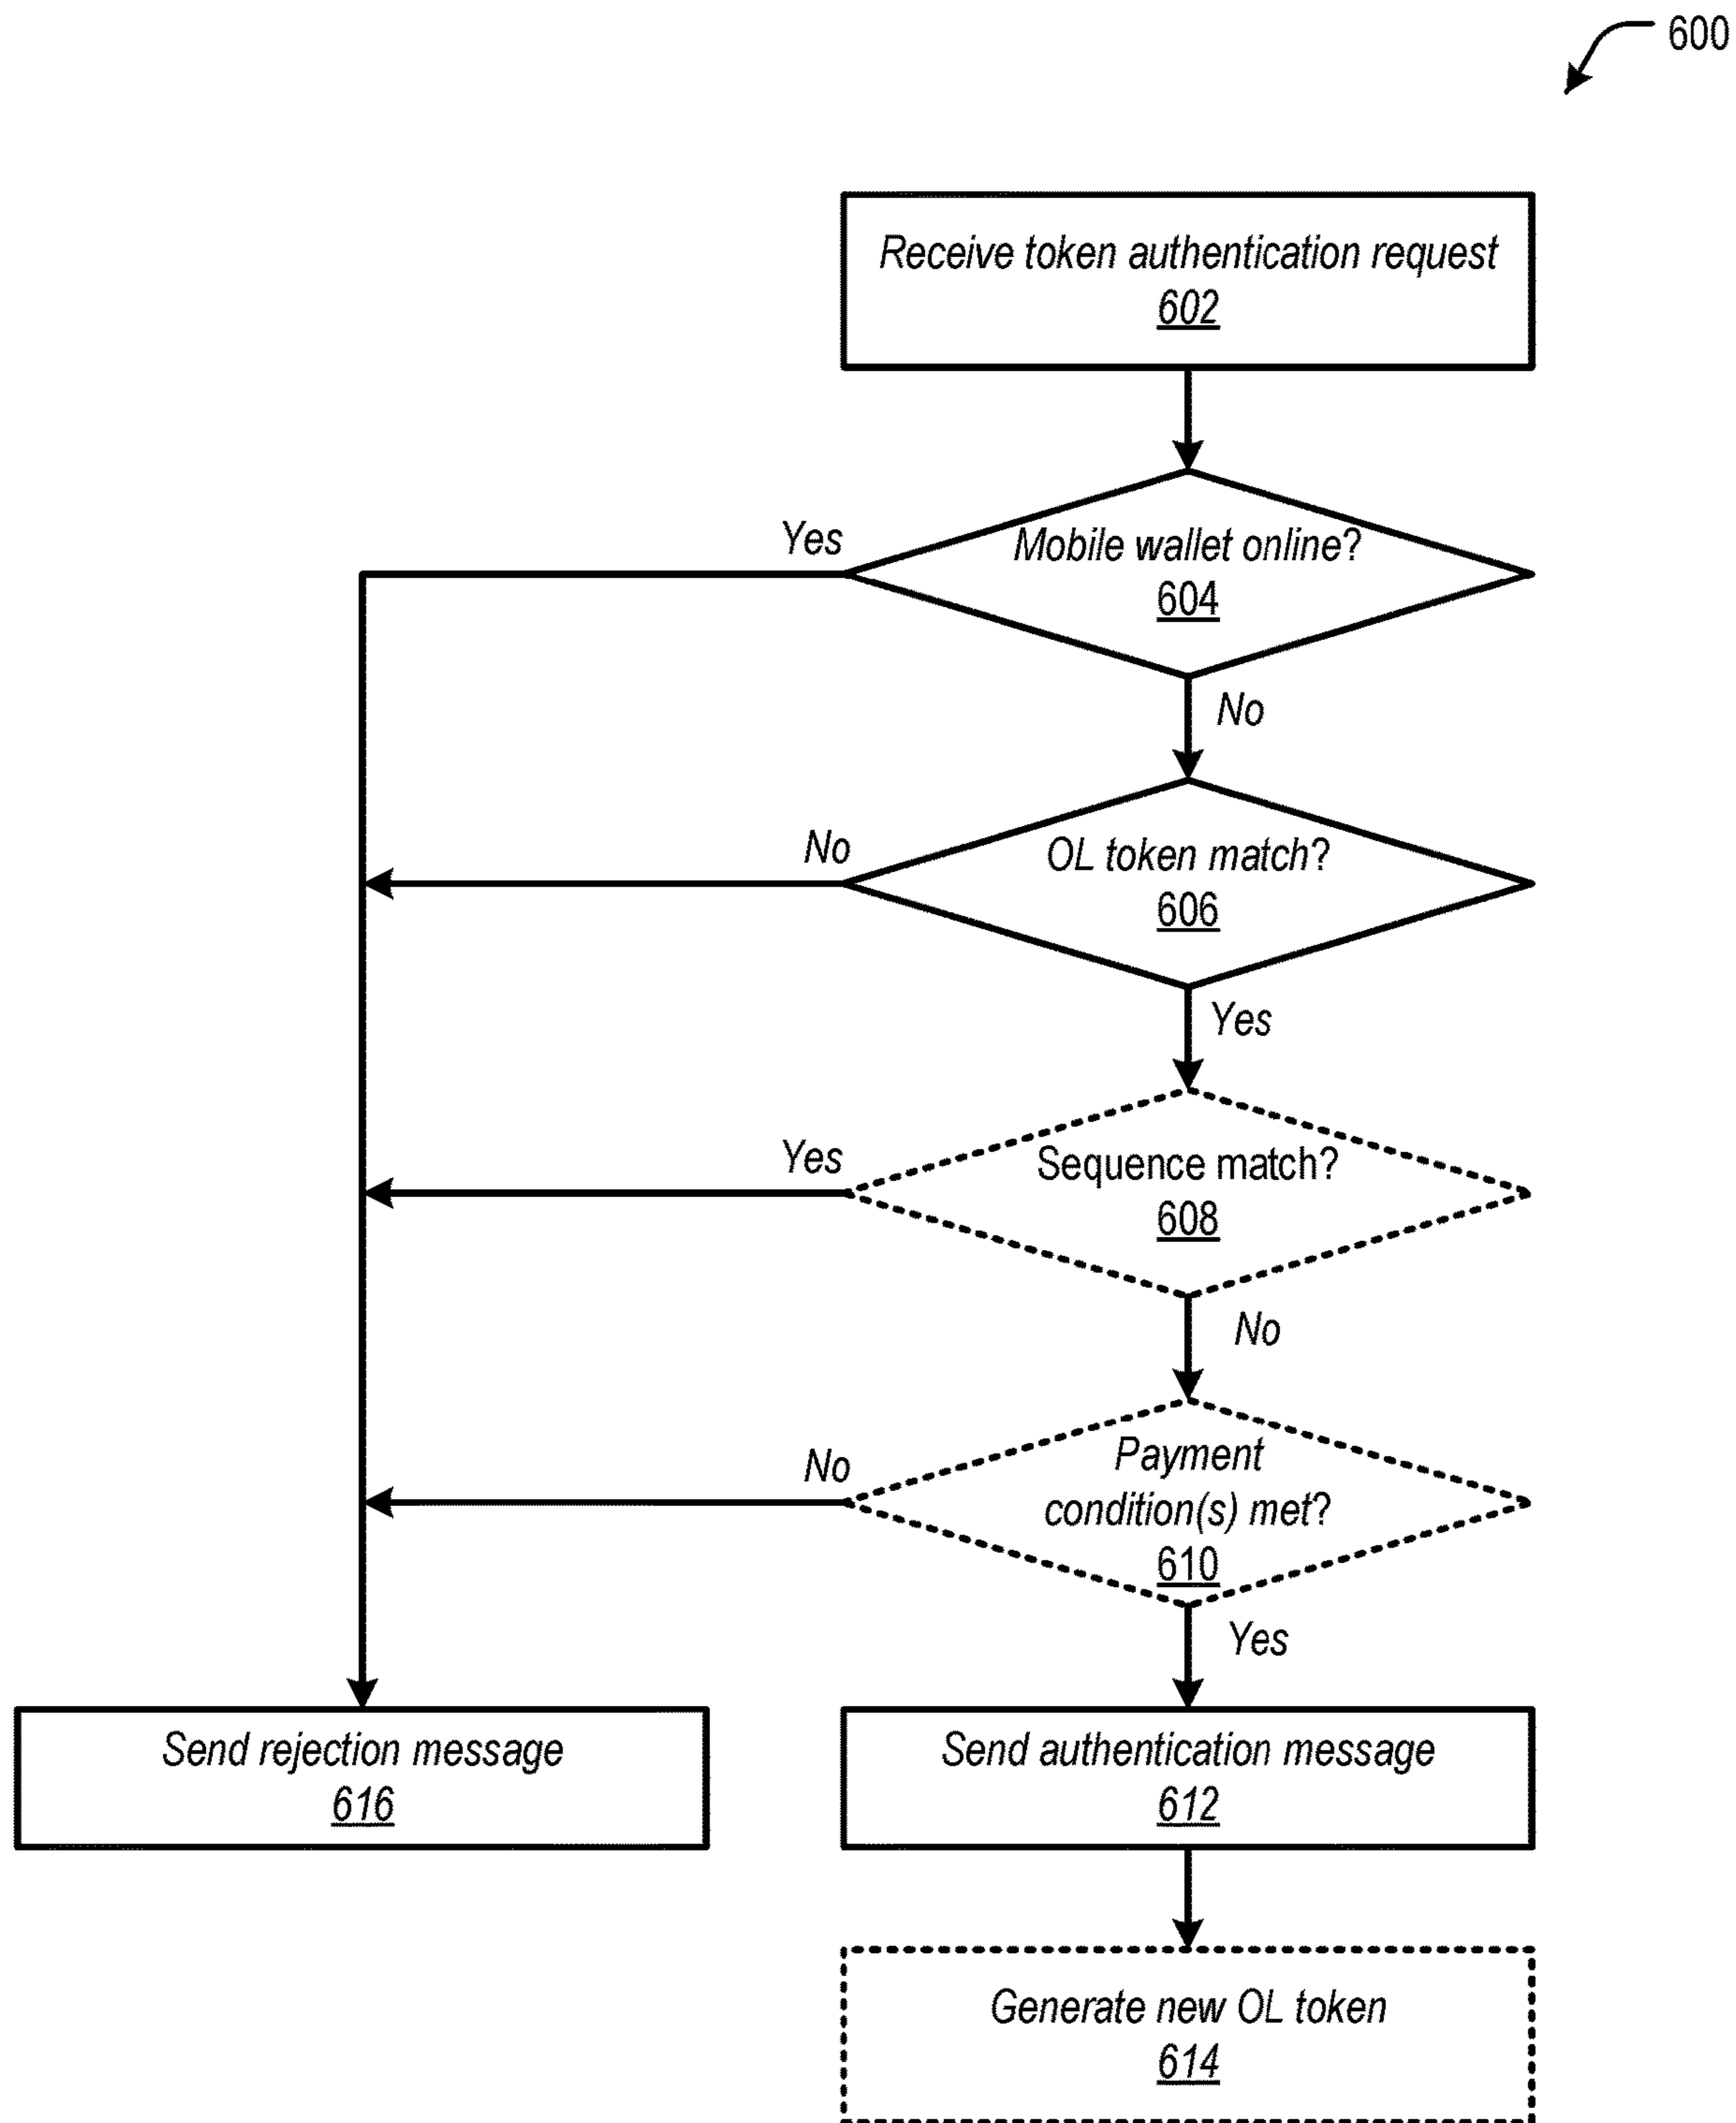 600
Receive token authentication request
602
Yes
Mobile wallet online?
604
No
No
OL token match?
606
Yes
Yes
Sequence match?
608
No
No
Payment
condition(s) met?
610
Yes
Send rejection message
616
Send authentication message
612
Generate new OL token
614